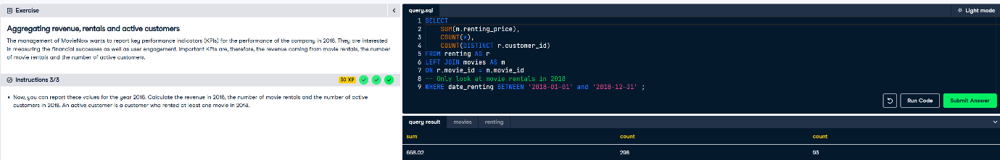 Exercise
Aggregating revenue, rentals and active customers
The management of MovieNow wants to report key performance indicators (KPIs) for the performance of the company in 2018. They are interested
in measuring the financial successes as well as user engagement. Important KPIs are, therefore, the revenue coming from movie rentals, the number
of movie rentals and the number of active customers.
Instructions 3/3
30 XP
Now, you can report these values for the year 2018. Calculate the revenue in 2018, the number of movie rentals and the number of active
customers in 2018. An active customer is a customer who rented at least one movie in 2018.
query.sql
Light mode
1 SELECT
2 SUM(m.renting_price),
3 COUNT(*),
4 COUNT(DISTINCT r.customer_id)
5 FROM renting AS r
6 LEFT JOIN movies AS m
7 ON r.movie_id = m.movie_id
8 -- Only look at movie rentals in 2018
9 WHERE date_renting BETWEEN '2018-01-01' and '2018-12-31' ;
Run Code
Submit Answer
query result movies renting
sum count count
658.02 298 93